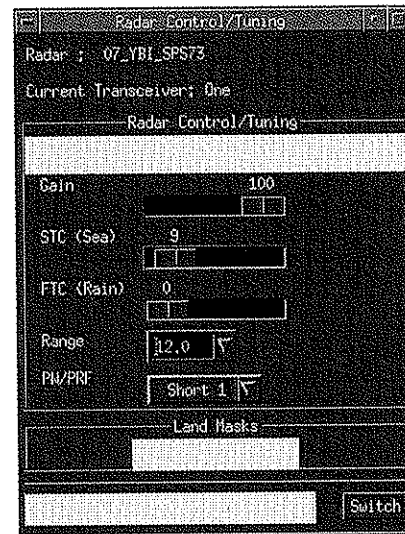 Radar Control/Tuning
Radar : 07_YBI_SPS73
Current Transceiver: One
Radar Control/Tuning
Gain 100
STC (Sea) 9
FTC (Rain) 0
Range 12.0
PW/PRF Short 1
Land Masks
Switch